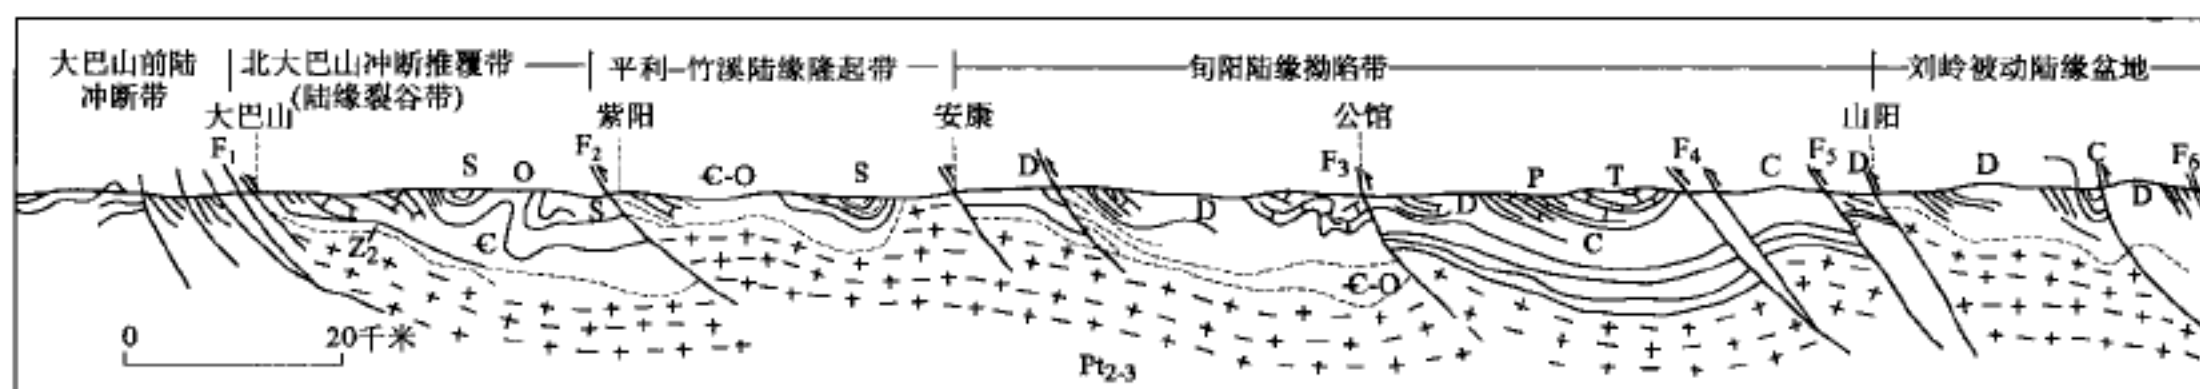 大巴山前陆
冲断带
北大巴山冲断推覆带
(陆缘裂谷带)
平利-竹溪陆缘隆起带
旬阳陆缘拗陷带
刘岭被动陆缘盆地
大巴山
紫阳
安康
公馆
山阳
F1
S
O
F2
Є-O
S
D
F3
P
T
F4
C
F5
D
D
C
F6
S
D
D
D
Z2
Є
C
Є-O
0
20千米
Pt2-3